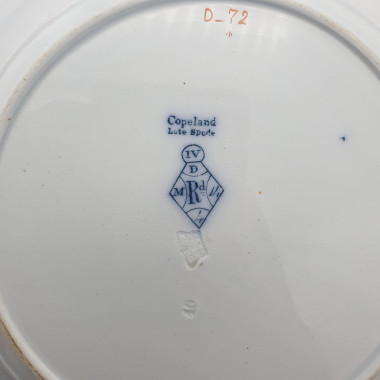 D_72
Copeland
Late Spode
IV
D
M Rd